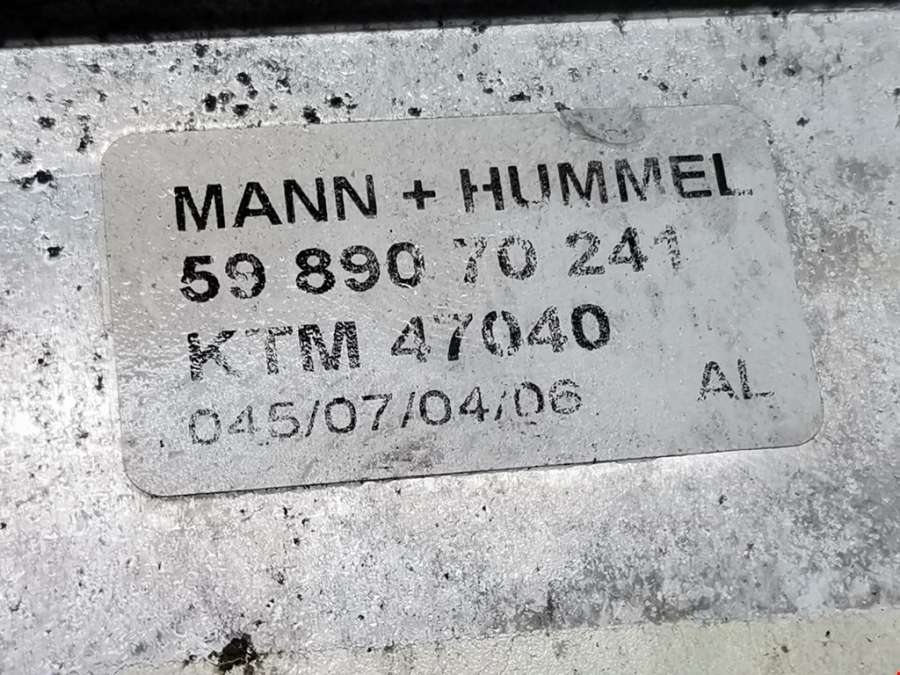 MANN + HUMMEL
59 890 70 241
KTM 47040
045/07/04/06 AL